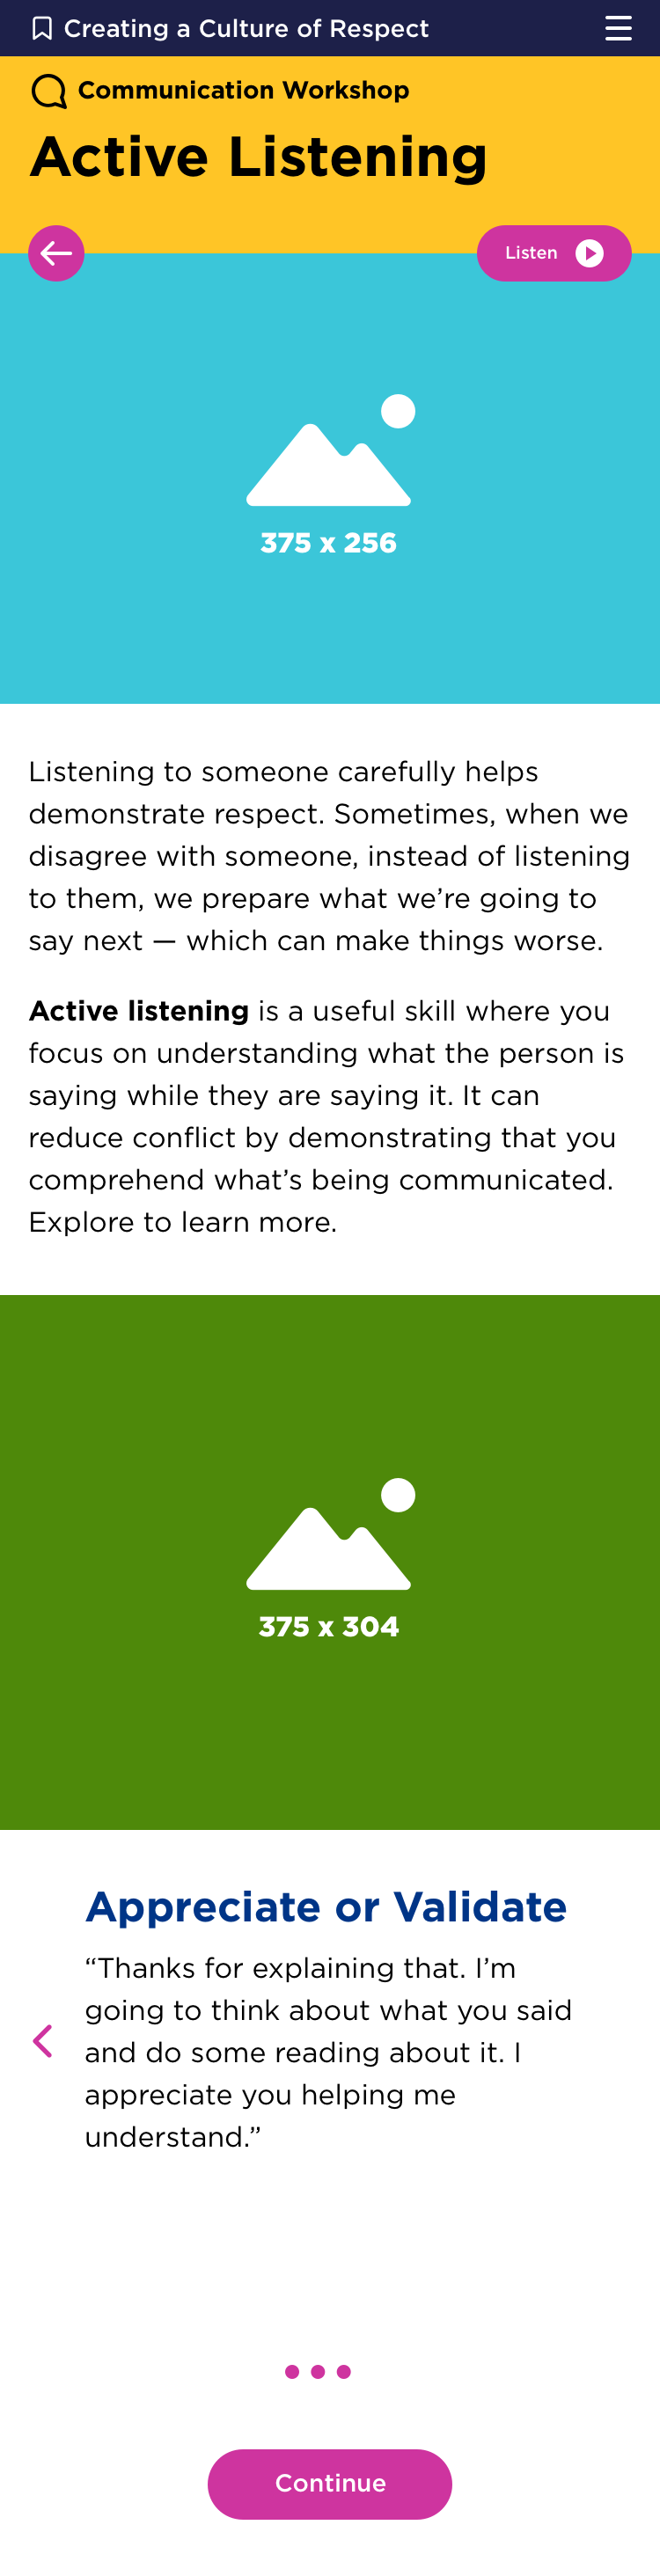 Creating a Culture of Respect
Communication Workshop
Active Listening
Listen
375 x 256
Listening to someone carefully helps
demonstrate respect. Sometimes, when we
disagree with someone, instead of listening
to them, we prepare what we’re going to
say next — which can make things worse.
Active listening is a useful skill where you
focus on understanding what the person is
saying while they are saying it. It can
reduce conflict by demonstrating that you
comprehend what’s being communicated.
Explore to learn more.
375 x 304
Appreciate or Validate
“Thanks for explaining that. I’m
going to think about what you said
and do some reading about it. I
appreciate you helping me
understand.”
Continue